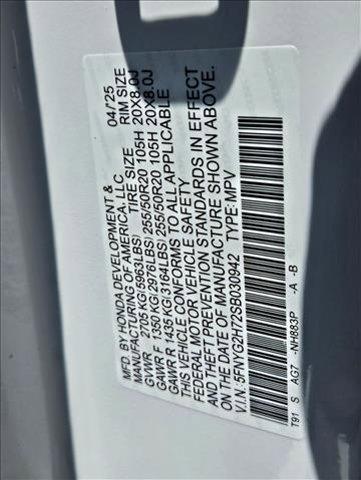 MFD. BY HONDA DEVELOPMENT & 04/'25
MANUFACTURING OF AMERICA, LLC
TIRE SIZE RIM SIZE
GVWR 2705 KG(5963LBS)
GAWR F 1350 KG(2976LBS) 255/50R20 105H 20X8.0J
GAWR R 1435 KG(3164LBS) 255/50R20 105H 20X8.0J
THIS VEHICLE CONFORMS TO ALL APPLICABLE
FEDERAL MOTOR VEHICLE SAFETY
AND THEFT PREVENTION STANDARDS IN EFFECT
ON THE DATE OF MANUFACTURE SHOWN ABOVE.
V.I.N: 5FNYG2H72SB030942 TYPE: MPV
T91 S AG7 -NH883P -A -B